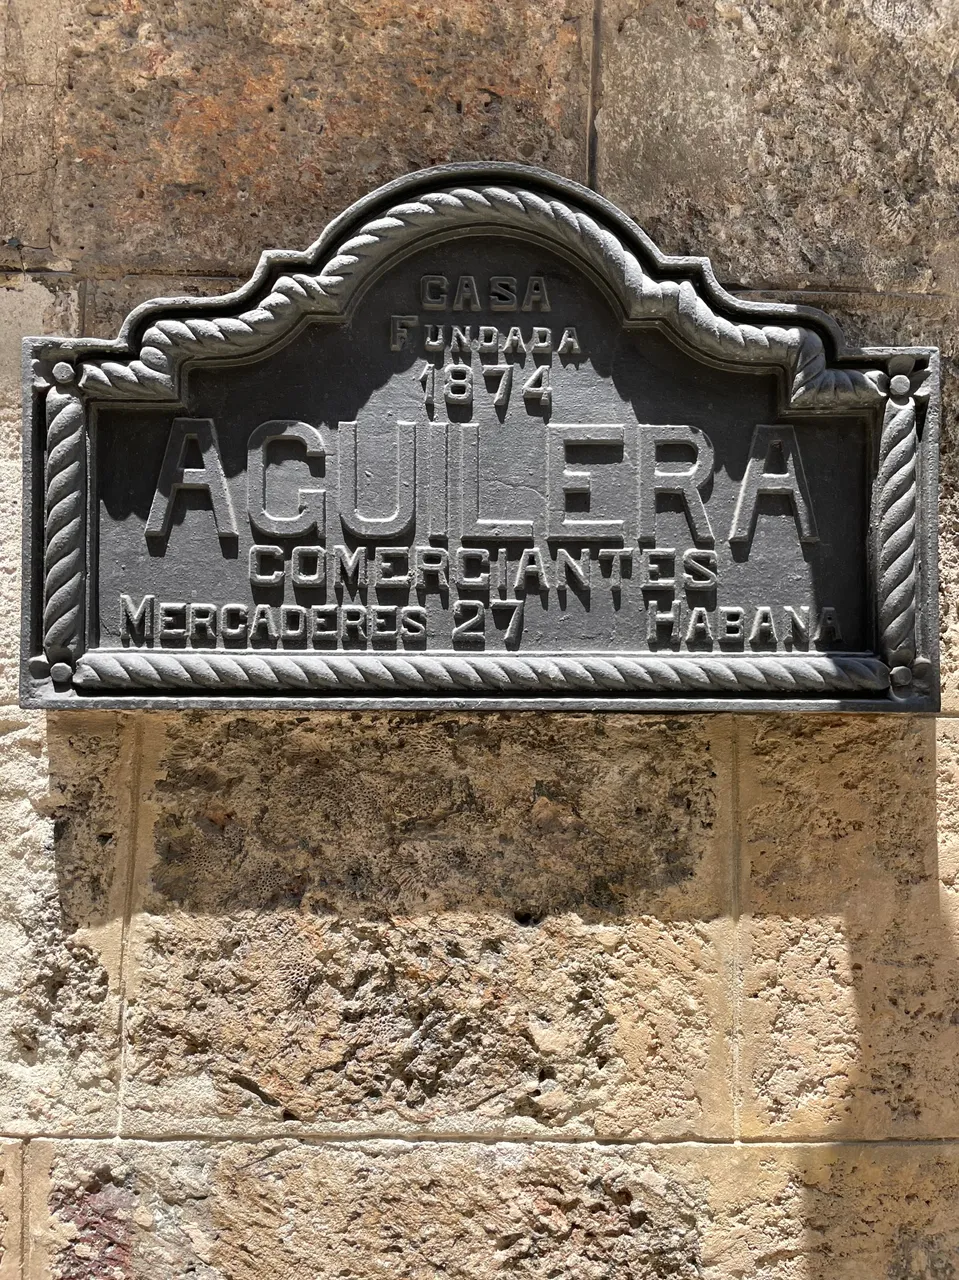 CASA
FUNDADA
1874
AGUILERA
COMERCIANTES
MERCADERES 27 HABANA